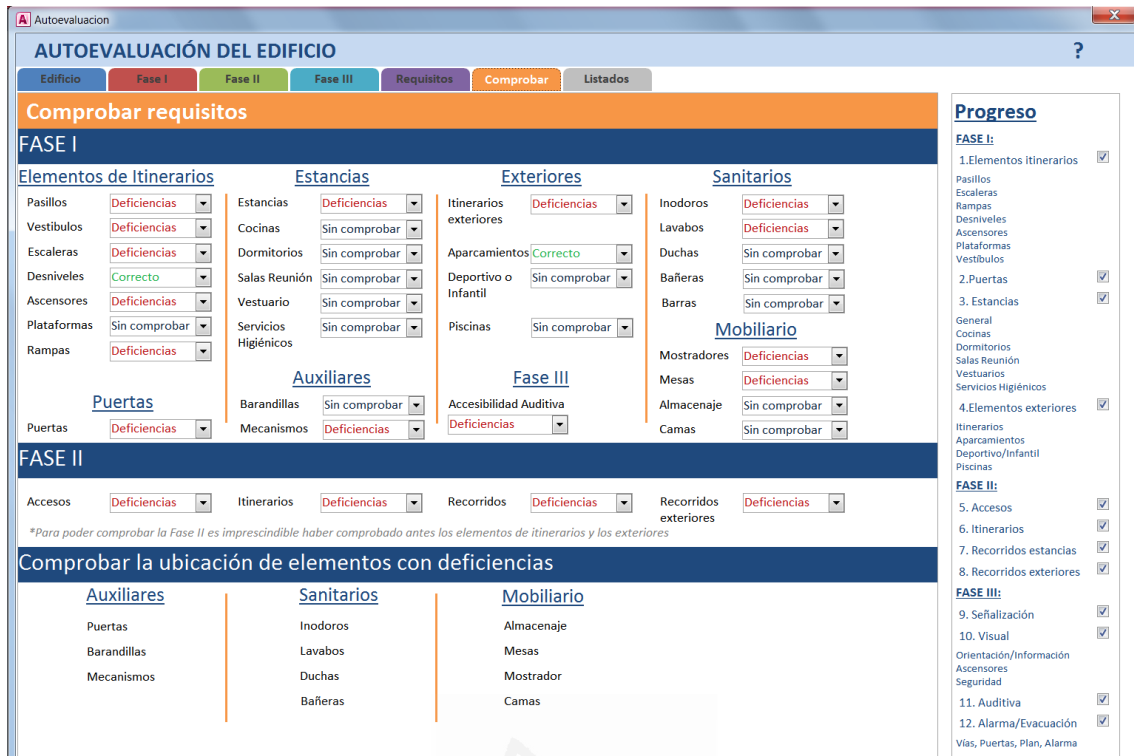 Autoevaluacion
x
AUTOEVALUACIÓN DEL EDIFICIO
?
Edificio
Fase I
Fase II
Fase III
Requisitos
Comprobar
Listados
Comprobar requisitos
FASE I
Elementos de Itinerarios
Pasillos Deficiencias
Vestibulos Deficiencias
Escaleras Deficiencias
Desniveles Correcto
Ascensores Deficiencias
Plataformas Sin comprobar
Rampas Deficiencias
Puertas
Puertas Deficiencias
Estancias
Estancias Deficiencias
Cocinas Sin comprobar
Dormitorios Sin comprobar
Salas Reunión Sin comprobar
Vestuario Sin comprobar
Servicios Sin comprobar
Higiénicos
Auxiliares
Barandillas Sin comprobar
Mecanismos Deficiencias
Exteriores
Itinerarios Deficiencias
exteriores
Aparcamientos Correcto
Deportivo o Sin comprobar
Infantil
Piscinas Sin comprobar
Fase III
Accesibilidad Auditiva
Deficiencias
Sanitarios
Inodoros Deficiencias
Lavabos Deficiencias
Duchas Sin comprobar
Bañeras Sin comprobar
Barras Sin comprobar
Mobiliario
Mostradores Deficiencias
Mesas Deficiencias
Almacenaje Sin comprobar
Camas Sin comprobar
FASE II
Accesos Deficiencias
Itinerarios Deficiencias
Recorridos Deficiencias
Recorridos Deficiencias
exteriores
*Para poder comprobar la Fase II es imprescindible haber comprobado antes los elementos de itinerarios y los exteriores
Comprobar la ubicación de elementos con deficiencias
Auxiliares
Puertas
Barandillas
Mecanismos
Sanitarios
Inodoros
Lavabos
Duchas
Bañeras
Mobiliario
Almacenaje
Mesas
Mostrador
Camas
Progreso
FASE I:
1.Elementos itinerarios
Pasillos
Escaleras
Rampas
Desniveles
Ascensores
Plataformas
Vestíbulos
2.Puertas
3. Estancias
General
Cocinas
Dormitorios
Salas Reunión
Vestuarios
Servicios Higiénicos
4.Elementos exteriores
Itinerarios
Aparcamientos
Deportivo/Infantil
Piscinas
FASE II:
5. Accesos
6. Itinerarios
7. Recorridos estancias
8. Recorridos exteriores
FASE III:
9. Señalización
10. Visual
Orientación/Información
Ascensores
Seguridad
11. Auditiva
12. Alarma/Evacuación
Vías, Puertas, Plan, Alarma